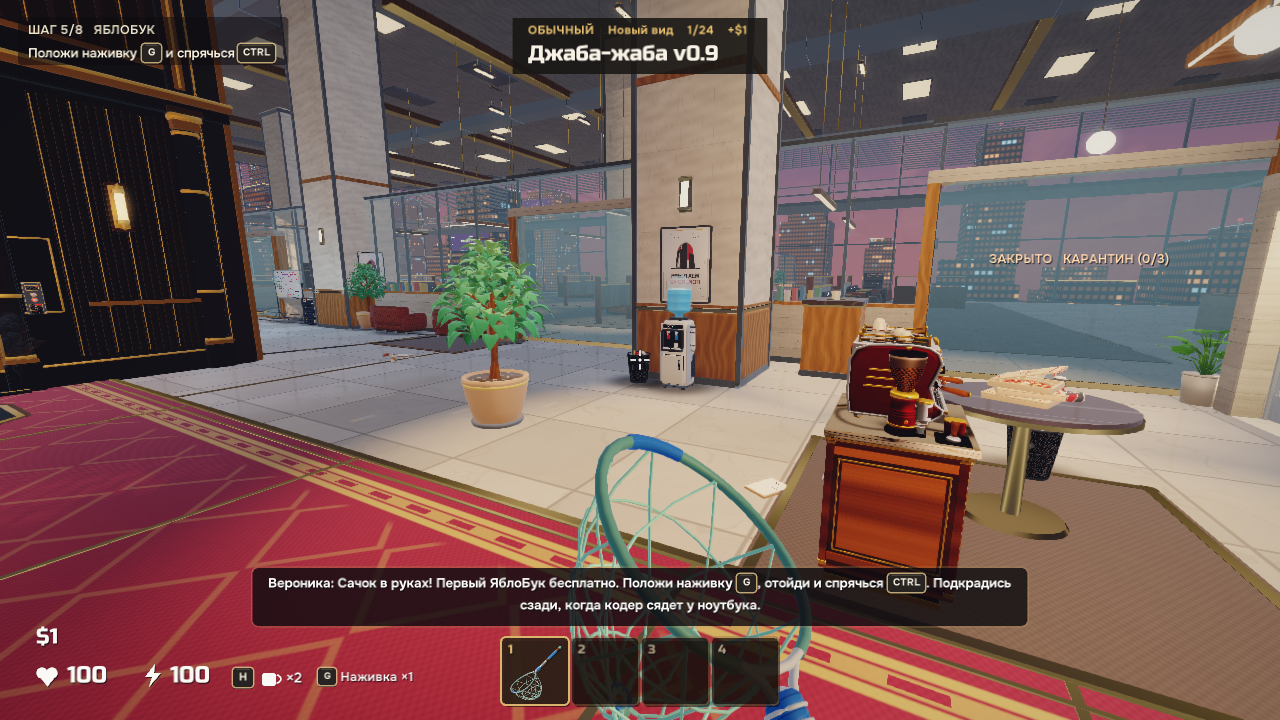 ШАГ 5/8 ЯБЛОБУК
Положи наживку G и спрячься CTRL
ОБЫЧНЫЙ Новый вид 1/24 +$1
Джаба-жаба v0.9
ЗАКРЫТО КАРАНТИН (0/3)
Вероника: Сачок в руках! Первый ЯблоБук бесплатно. Положи наживку G, отойди и спрячься CTRL. Подкрадись
сзади, когда кодер сядет у ноутбука.
$1
100 100 H ×2 G Наживка ×1
1 2 3 4